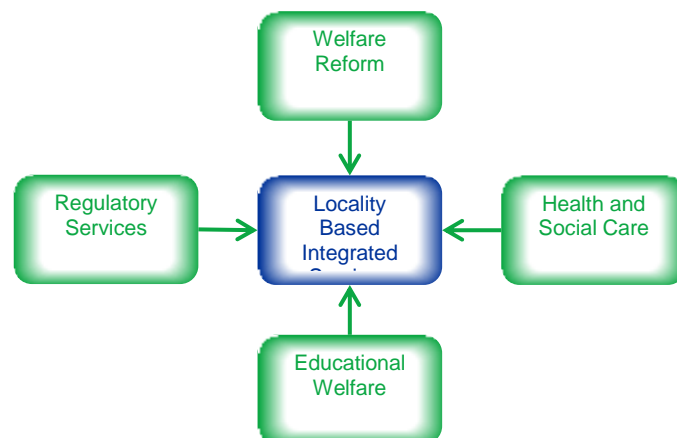 Welfare
Reform
Regulatory
Services
Locality
Based
Integrated
Health and
Social Care
Educational
Welfare